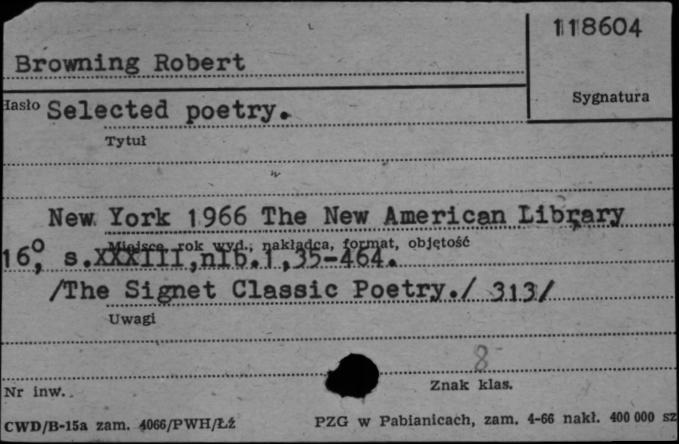 118604
Browning Robert
Sygnatura
Hasło Selected poetry.
Tytuł
New York 1966 The New American Library
Miejsce, rok wyd., nakładca, format, objętość
16°, s.XXXIII,nlb.1,35-464.
/The Signet Classic Poetry./ 313/
Uwagi
8
Nr inw. Znak klas.
CWD/B-15a zam. 4066/PWH/Łź PZG w Pabianicach, zam. 4-66 nakł. 400 000 sz